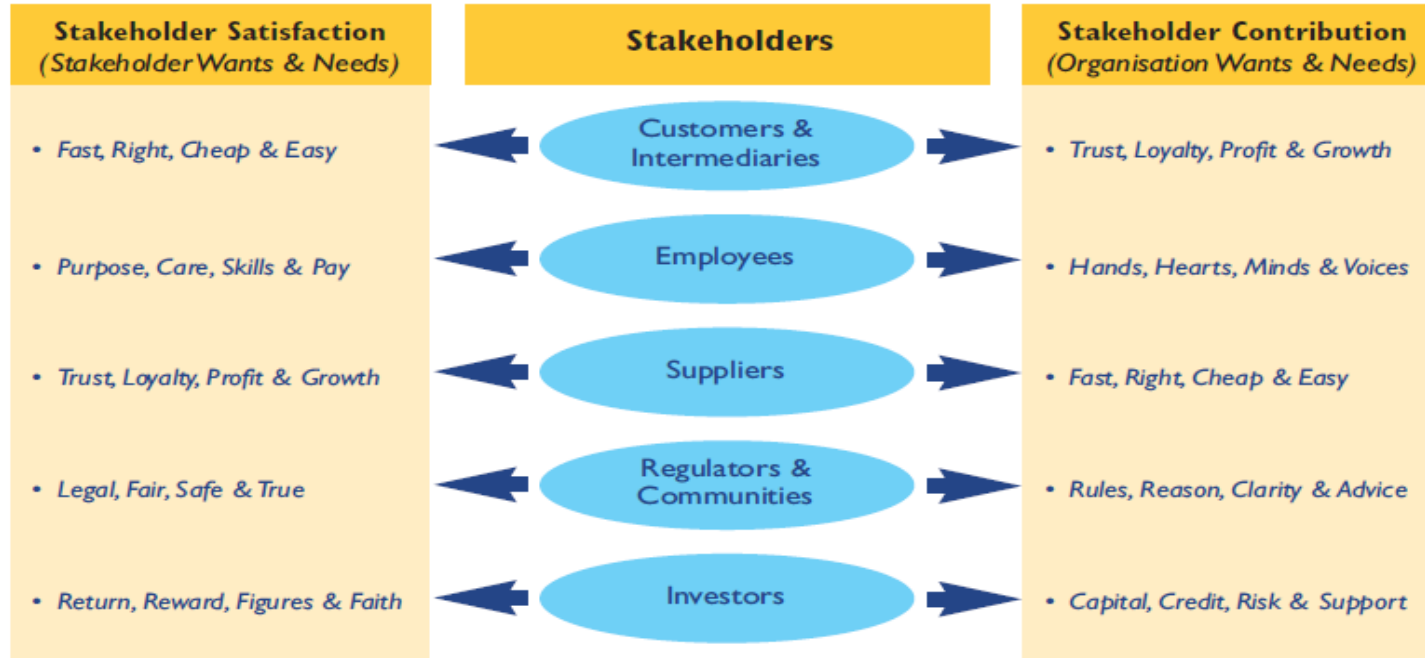 Stakeholder Satisfaction
(Stakeholder Wants & Needs)
Stakeholders
Stakeholder Contribution
(Organisation Wants & Needs)
• Fast, Right, Cheap & Easy
Customers &
Intermediaries
• Trust, Loyalty, Profit & Growth
• Purpose, Care, Skills & Pay
Employees
• Hands, Hearts, Minds & Voices
• Trust, Loyalty, Profit & Growth
Suppliers
• Fast, Right, Cheap & Easy
• Legal, Fair, Safe & True
Regulators &
Communities
• Rules, Reason, Clarity & Advice
• Return, Reward, Figures & Faith
Investors
• Capital, Credit, Risk & Support